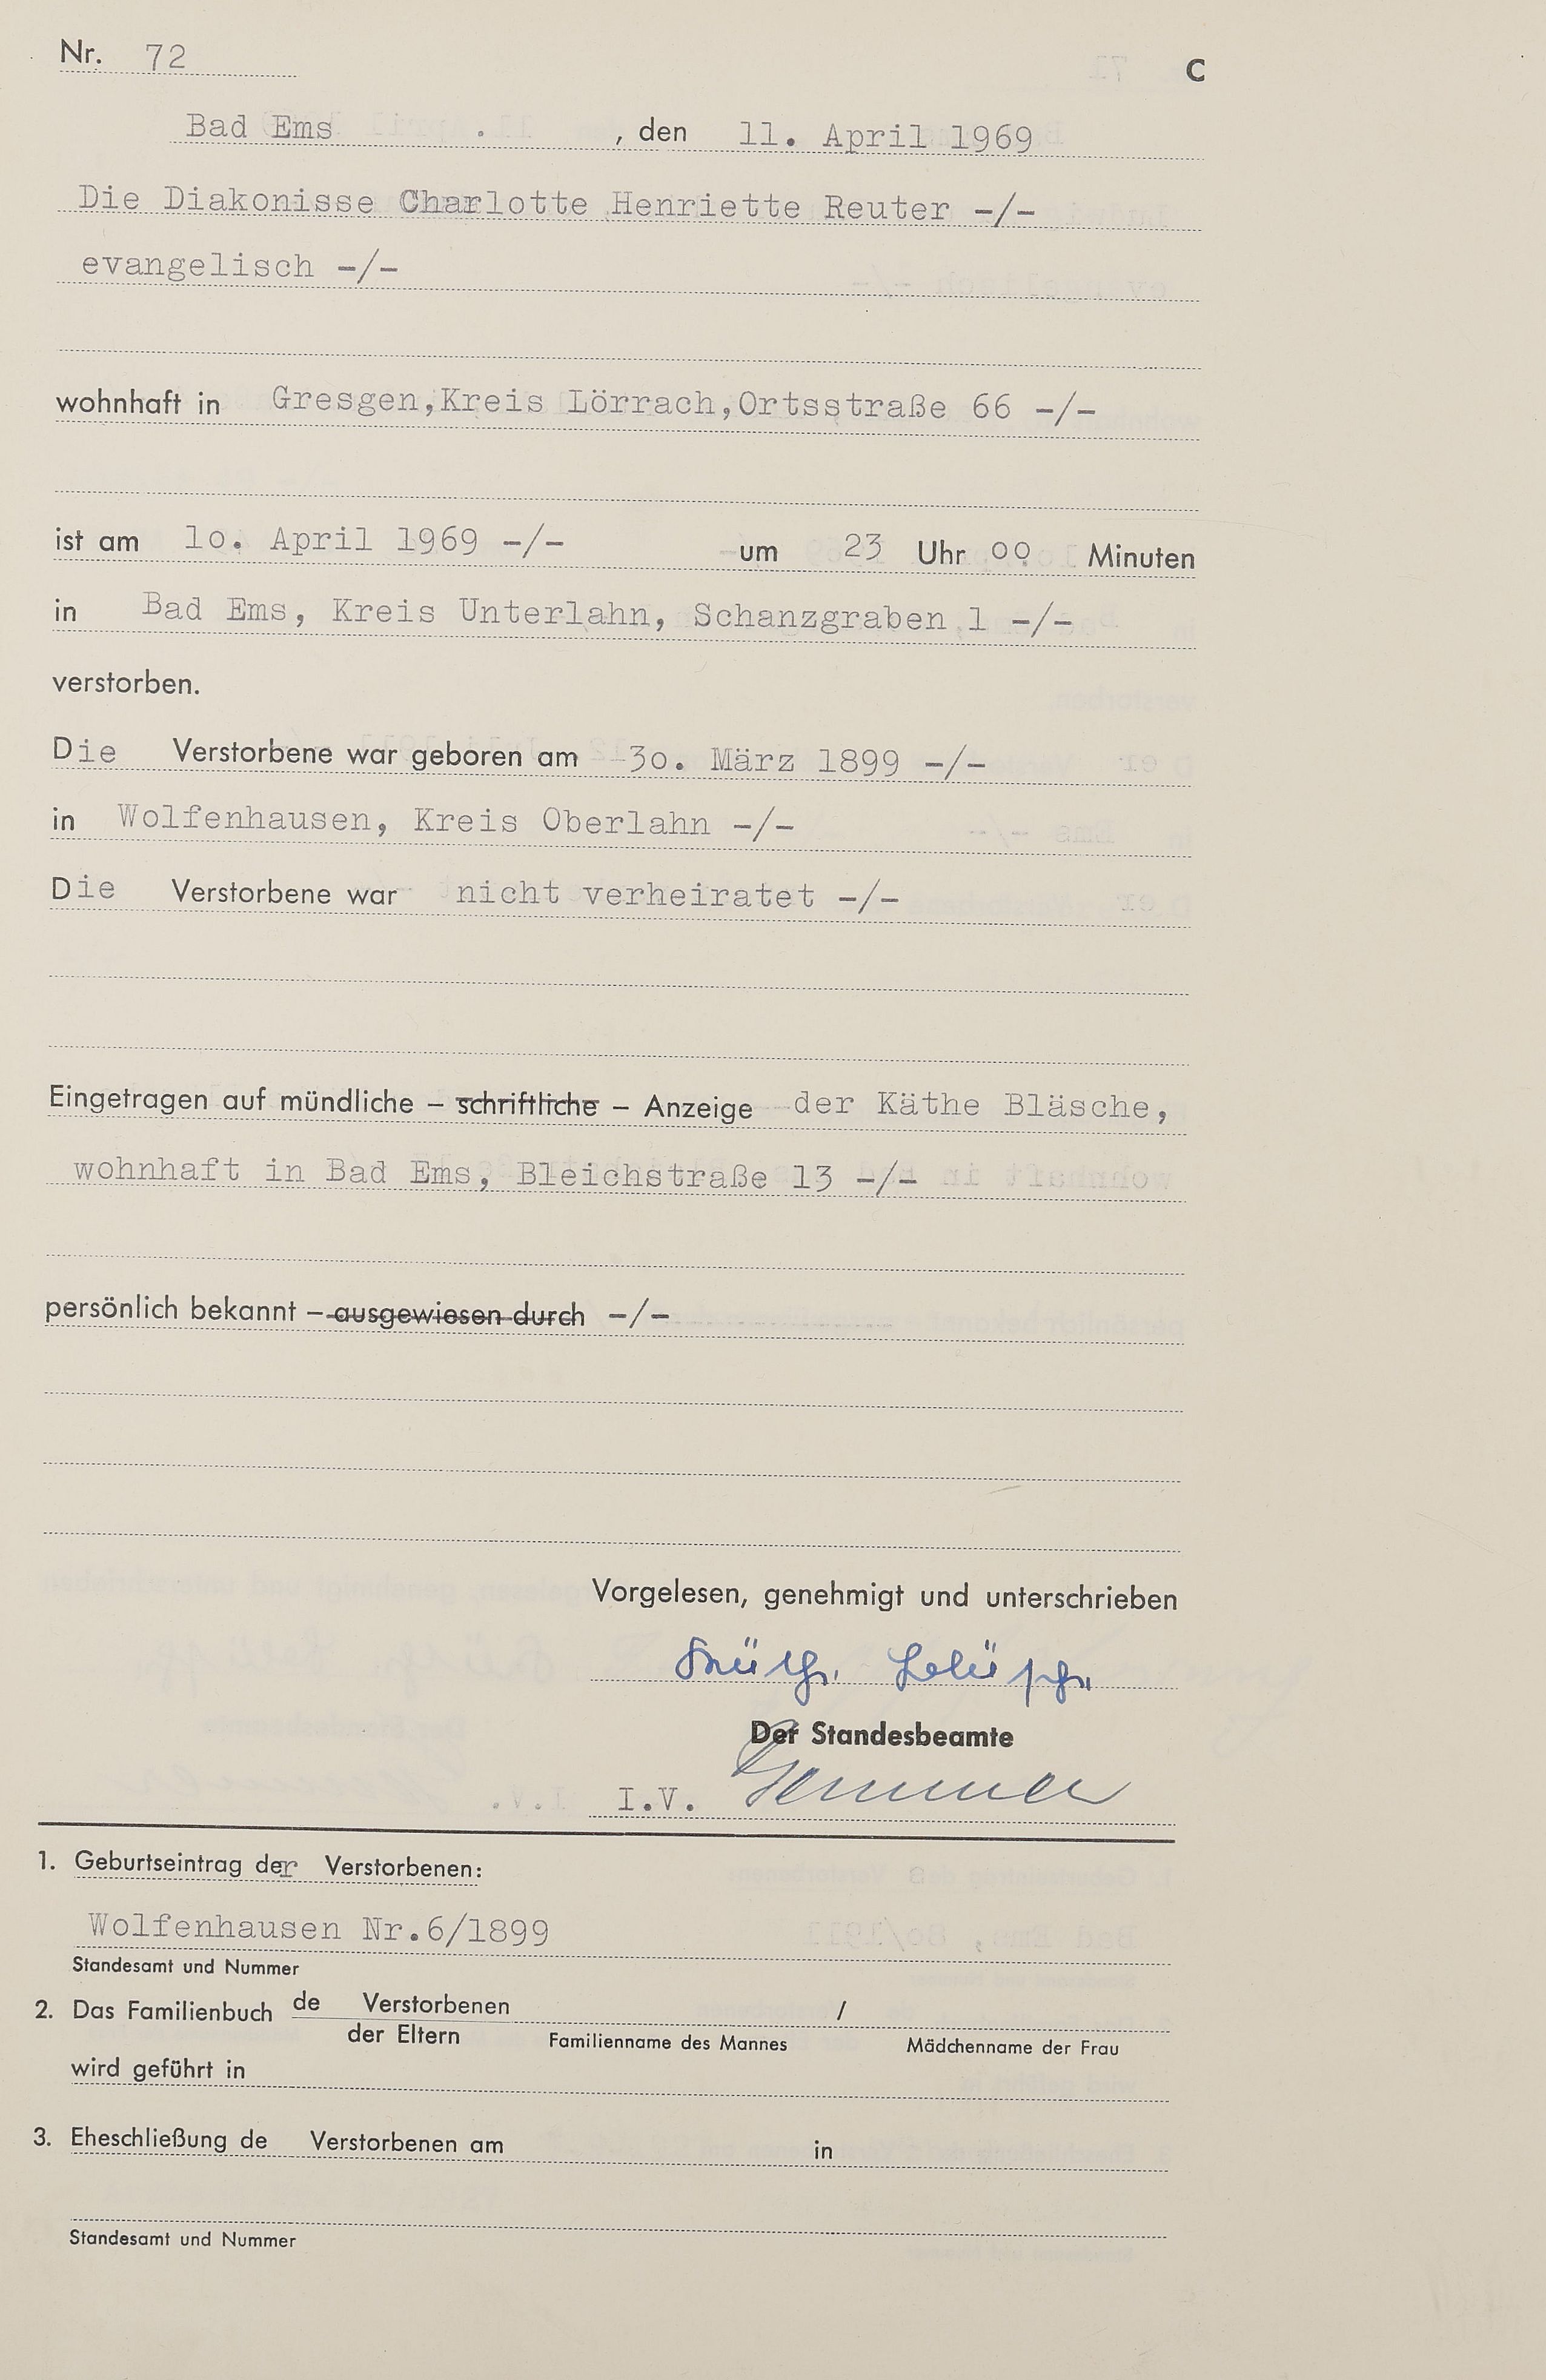 Nr. 72 C
Bad Ems , den 11. April 1969
Die Diakonisse Charlotte Henriette Reuter -/-
evangelisch -/-
wohnhaft in Gresgen,Kreis Lörrach,Ortsstraße 66 -/-
ist am 1o. April 1969 -/- um 23 Uhr oo Minuten
in Bad Ems, Kreis Unterlahn, Schanzgraben 1 -/-
verstorben.
Die Verstorbene war geboren am 3o. März 1899 -/-
in Wolfenhausen, Kreis Oberlahn -/-
Die Verstorbene war nicht verheiratet -/-
Eingetragen auf mündliche – schriftliche – Anzeige der Käthe Bläsche,
wohnhaft in Bad Ems, Bleichstraße 13 -/-
persönlich bekannt – ausgewiesen durch -/-
Vorgelesen, genehmigt und unterschrieben
Käthe Bläsche
Der Standesbeamte
I.V.
1. Geburtseintrag der Verstorbenen:
Wolfenhausen Nr.6/1899
Standesamt und Nummer
2. Das Familienbuch de Verstorbenen /
der Eltern Familienname des Mannes Mädchenname der Frau
wird geführt in
3. Eheschließung de Verstorbenen am in
Standesamt und Nummer